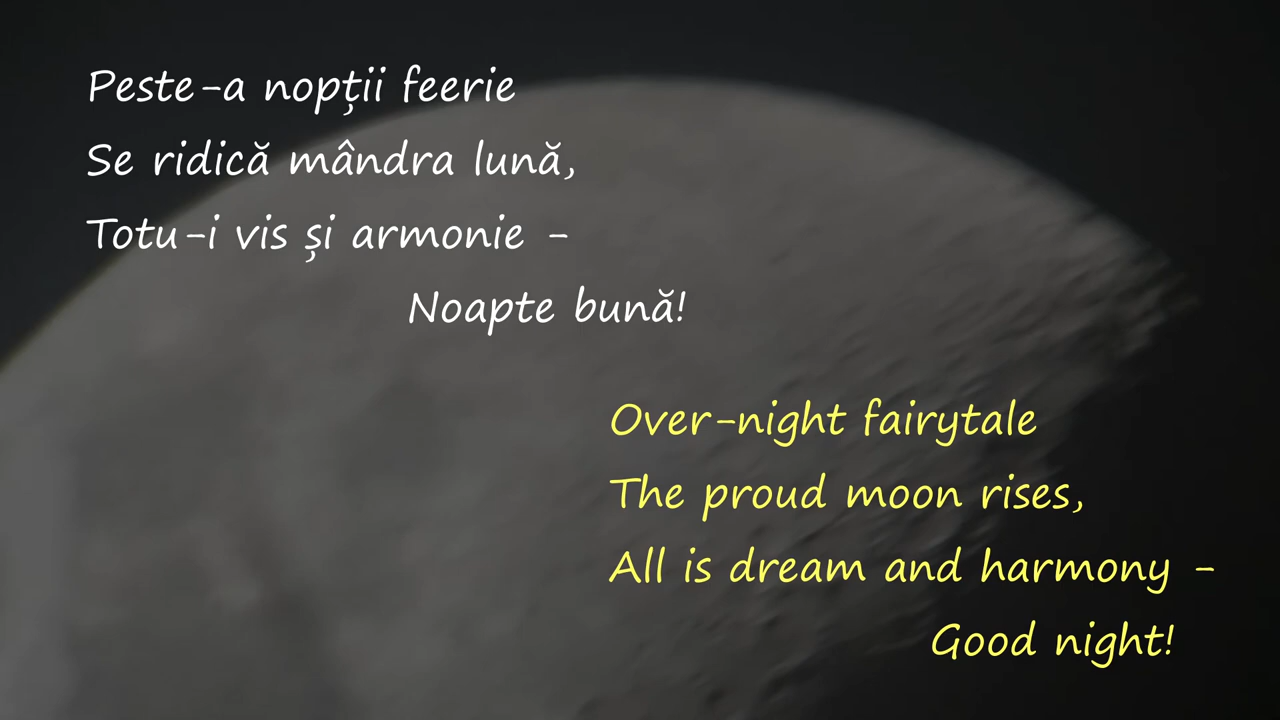 Peste-a nopții feerie
Se ridică mândra lună,
Totu-i vis și armonie -
Noapte bună!
Over-night fairytale
The proud moon rises,
All is dream and harmony -
Good night!